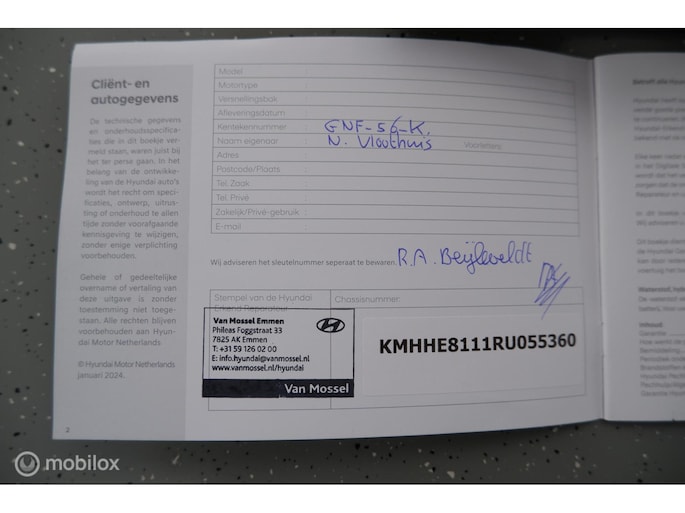 Cliënt- en
autogegevens
De technische gegevens
en onderhoudsspecifica-
ties die in dit boekje ver-
meld staan, waren juist bij
het ter perse gaan. In het
belang van de ontwikke-
ling van de Hyundai auto's
wordt het recht om speci-
ficaties, ontwerp, uitrus-
ting of onderhoud te allen
tijde zonder voorafgaande
kennisgeving te wijzigen,
zonder enige verplichting
voorbehouden.
Gehele of gedeeltelijke
overname of vertaling van
deze uitgave is zonder
toestemming niet toege-
staan. Alle rechten blijven
voorbehouden aan Hyun-
dai Motor Netherlands.
© Hyundai Motor Netherlands
januari 2024.
2
Model :
Motortype :
Versnellingsbak :
Afleveringsdatum :
Kentekennummer : GNF-56-K.
Naam eigenaar : N. Vloothuis Voorletters:
Adres :
Postcode/Plaats :
Tel. Zaak :
Tel. Privé :
Zakelijk/Privé-gebruik :
E-mail :
Wij adviseren het sleutelnummer seperaat te bewaren. R.A. Beijleveldt
Stempel van de Hyundai
Erkend Reparateur
Chassisnummer:
Van Mossel Emmen
Phileas Foggstraat 33
7825 AK Emmen
T: +31 59 126 02 00
E: info.hyundai@vanmossel.nl
www.vanmossel.nl/hyundai
Van Mossel
KMHHE8111RU055360
Inhoud:
Garantie
mobilox